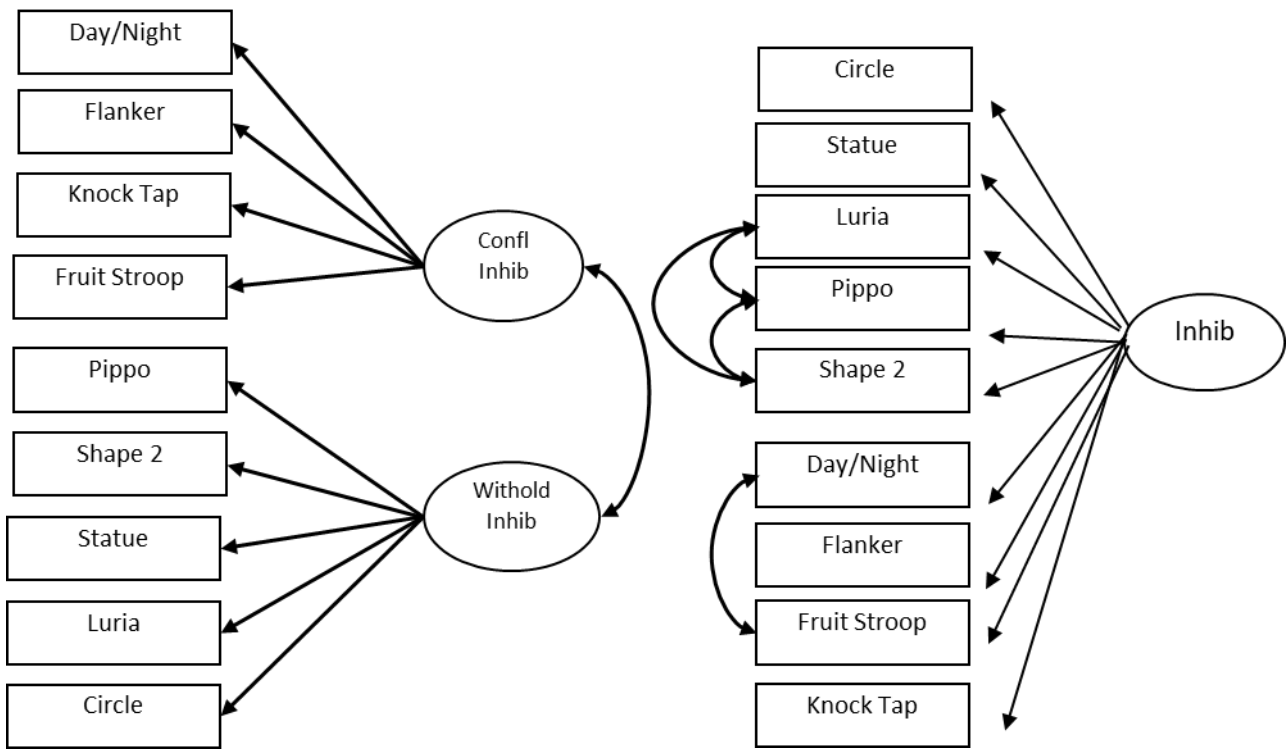 Day/Night
Flanker
Knock Tap
Fruit Stroop
Pippo
Shape 2
Statue
Luria
Circle
Confl
Inhib
Withold
Inhib
Circle
Statue
Luria
Pippo
Shape 2
Day/Night
Flanker
Fruit Stroop
Knock Tap
Inhib